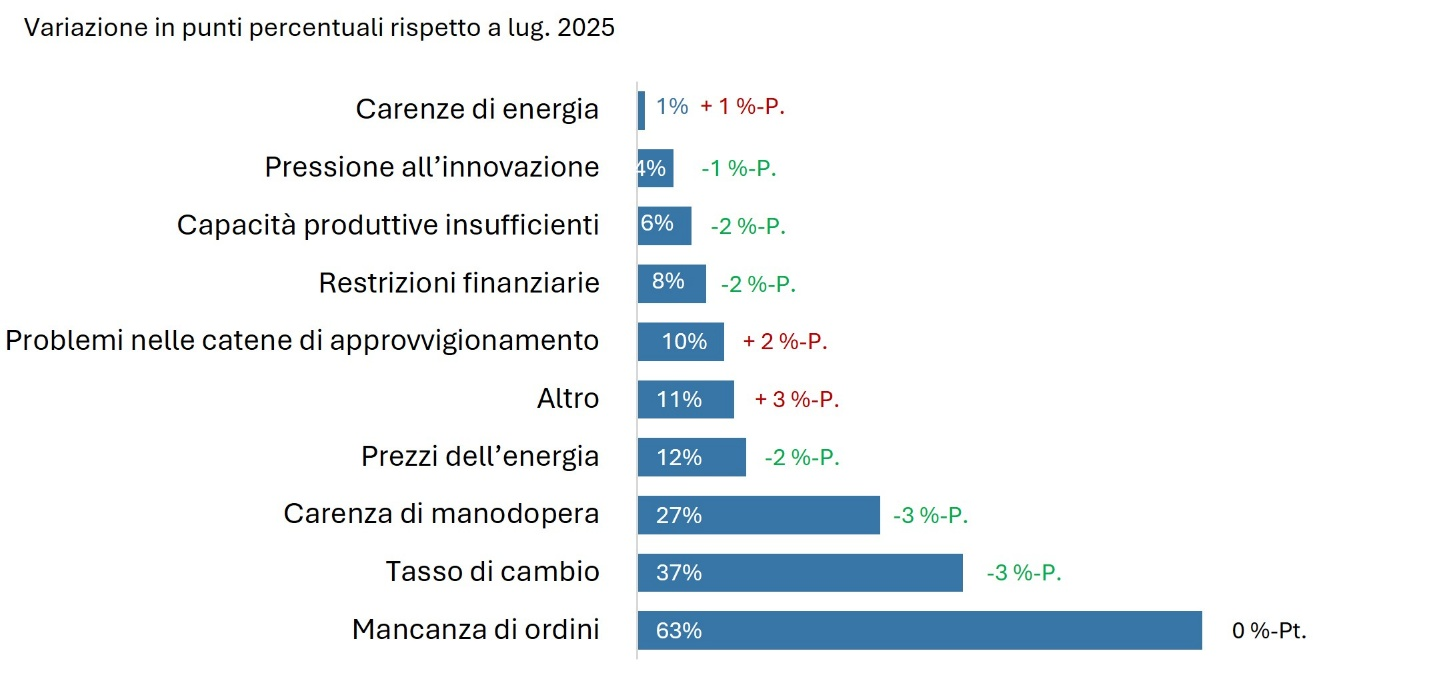 Variazione in punti percentuali rispetto a lug. 2025
Carenze di energia 1% + 1 %-P.
Pressione all’innovazione 4% -1 %-P.
Capacità produttive insufficienti 6% -2 %-P.
Restrizioni finanziarie 8% -2 %-P.
Problemi nelle catene di approvvigionamento 10% + 2 %-P.
Altro 11% + 3 %-P.
Prezzi dell’energia 12% -2 %-P.
Carenza di manodopera 27% -3 %-P.
Tasso di cambio 37% -3 %-P.
Mancanza di ordini 63% 0 %-Pt.